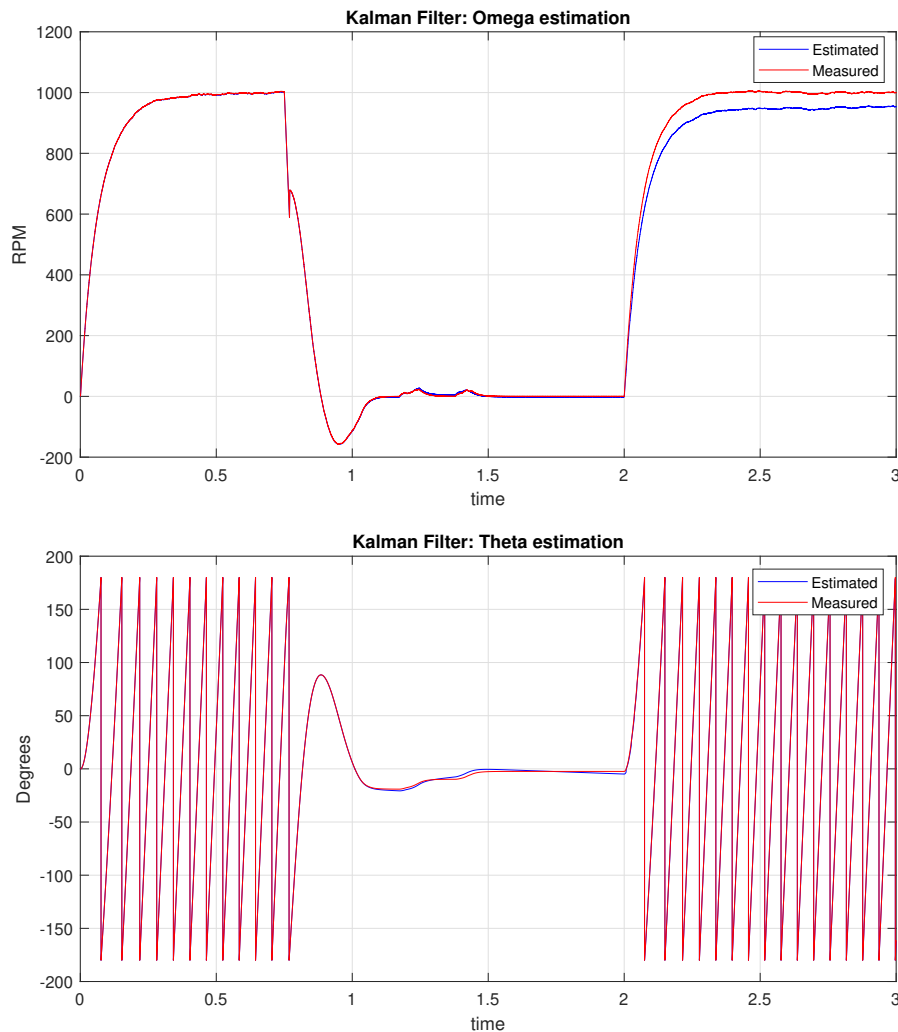 Kalman Filter: Omega estimation
1200
1000
800
600
400
200
0
-200
RPM
0 0.5 1 1.5 2 2.5 3
time
Estimated
Measured
Kalman Filter: Theta estimation
200
150
100
50
0
-50
-100
-150
-200
Degrees
0 0.5 1 1.5 2 2.5 3
time
Estimated
Measured